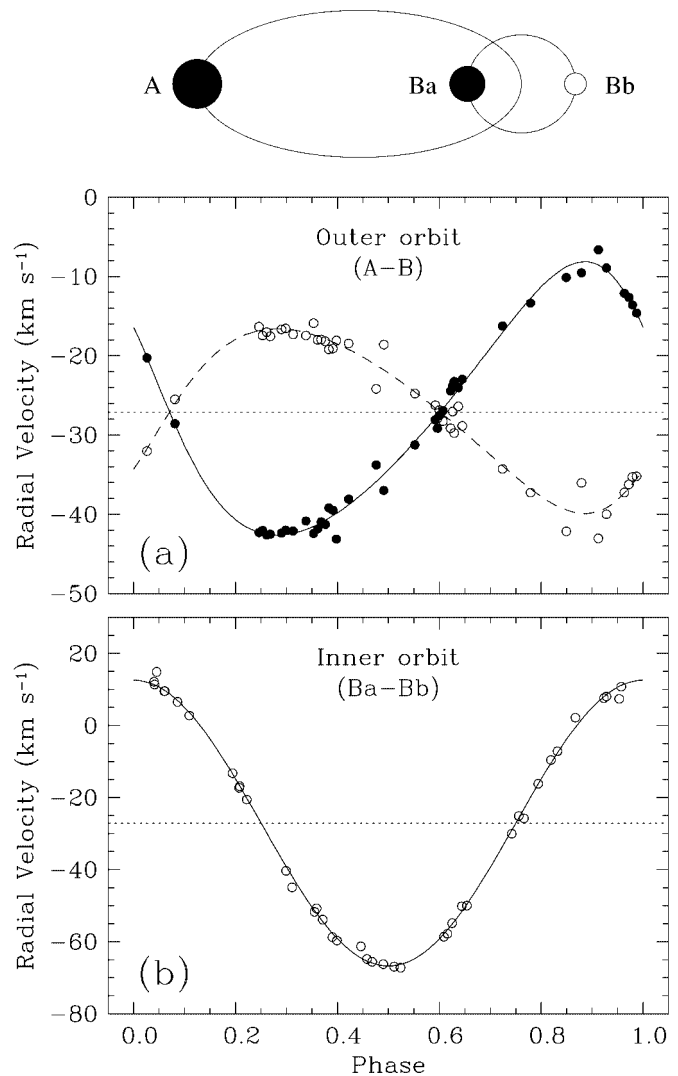 A
Ba
Bb
0
−10
−20
−30
−40
−50
Radial Velocity (km s⁻¹)
Outer orbit
(A−B)
(a)
20
0
−20
−40
−60
−80
Radial Velocity (km s⁻¹)
Inner orbit
(Ba−Bb)
(b)
0.0 0.2 0.4 0.6 0.8 1.0
Phase